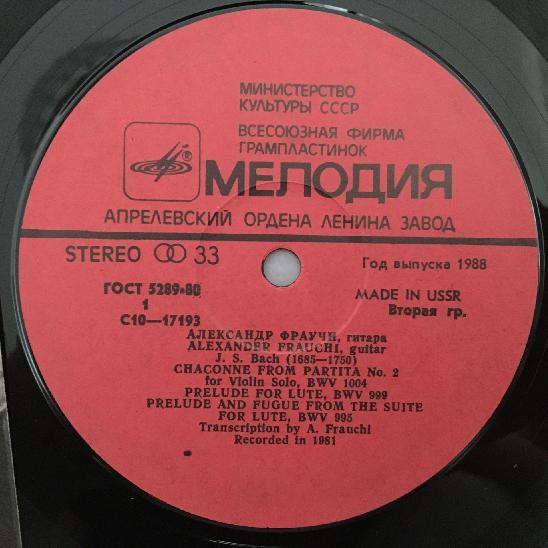 МИНИСТЕРСТВО
КУЛЬТУРЫ СССР
ВСЕСОЮЗНАЯ ФИРМА
ГРАМПЛАСТИНОК
®
МЕЛОДИЯ
АПРЕЛЕВСКИЙ ОРДЕНА ЛЕНИНА ЗАВОД
STEREO 33
Год выпуска 1988
ГОСТ 5289-80
MADE IN USSR
1
Вторая гр.
С10—17193
АЛЕКСАНДР ФРАУЧИ, гитара
ALEXANDER FRAUCHI, guitar
J. S. Bach (1685—1750)
CHACONNE FROM PARTITA No. 2
for Violin Solo, BWV 1004
PRELUDE FOR LUTE, BWV 999
PRELUDE AND FUGUE FROM THE SUITE
FOR LUTE, BWV 995
Transcription by A. Frauchi
Recorded in 1981